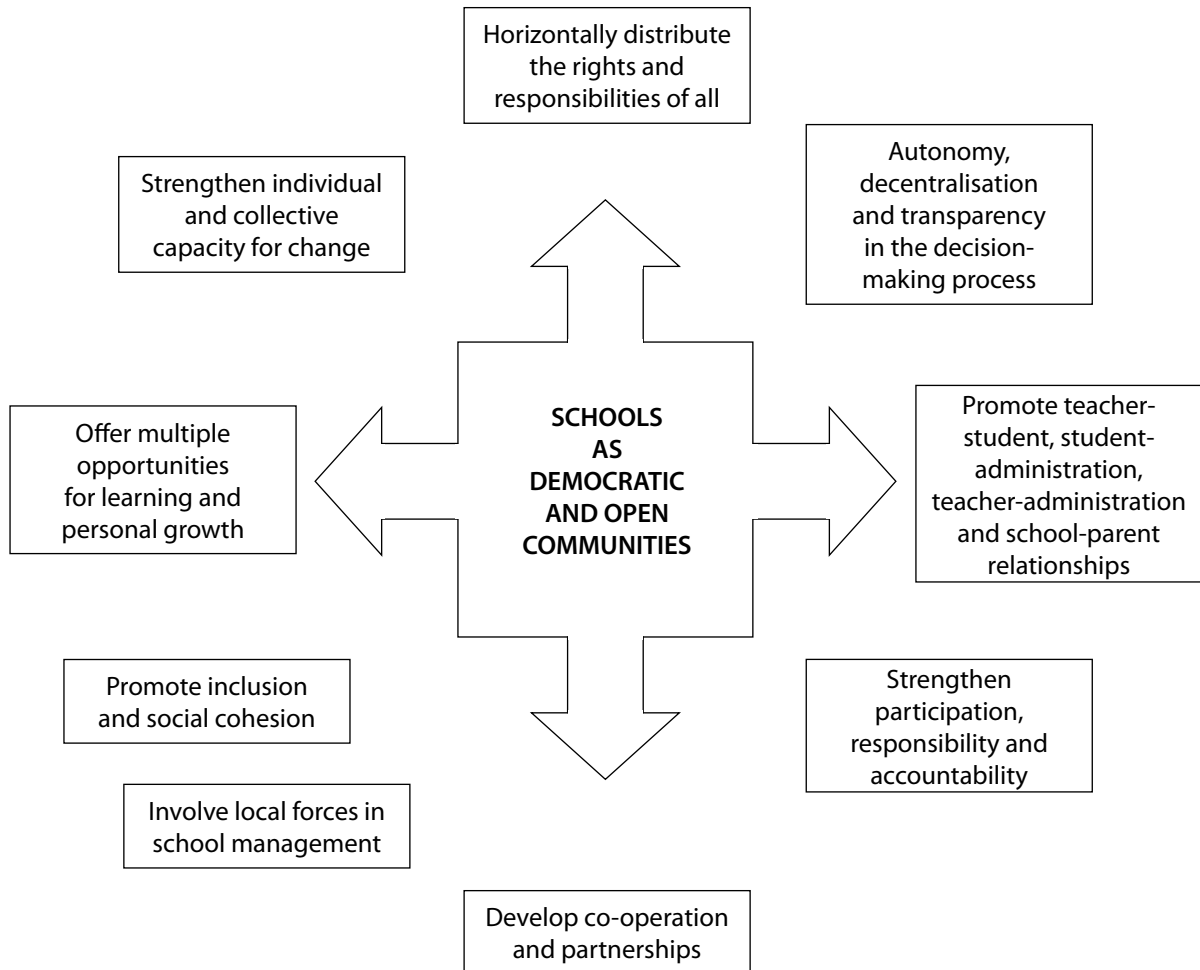 Horizontally distribute
the rights and
responsibilities of all
Strengthen individual
and collective
capacity for change
Autonomy,
decentralisation
and transparency
in the decision-
making process
Offer multiple
opportunities
for learning and
personal growth
SCHOOLS
AS
DEMOCRATIC
AND OPEN
COMMUNITIES
Promote teacher-
student, student-
administration,
teacher-administration
and school-parent
relationships
Promote inclusion
and social cohesion
Strengthen
participation,
responsibility and
accountability
Involve local forces in
school management
Develop co-operation
and partnerships